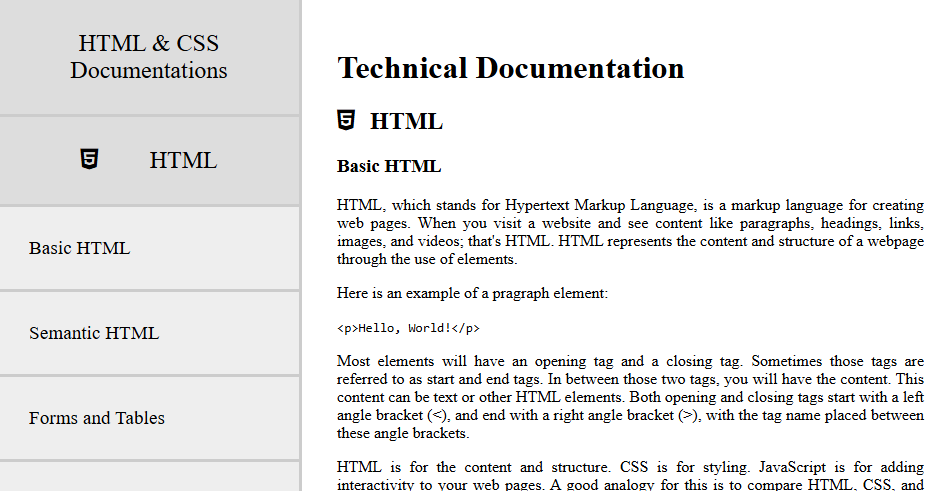 HTML & CSS
Documentations
HTML
Basic HTML
Semantic HTML
Forms and Tables
Technical Documentation
HTML
Basic HTML
HTML, which stands for Hypertext Markup Language, is a markup language for creating
web pages. When you visit a website and see content like paragraphs, headings, links,
images, and videos; that's HTML. HTML represents the content and structure of a webpage
through the use of elements.
Here is an example of a pragraph element:
<p>Hello, World!</p>
Most elements will have an opening tag and a closing tag. Sometimes those tags are
referred to as start and end tags. In between those two tags, you will have the content. This
content can be text or other HTML elements. Both opening and closing tags start with a left
angle bracket (<), and end with a right angle bracket (>), with the tag name placed between
these angle brackets.
HTML is for the content and structure. CSS is for styling. JavaScript is for adding
interactivity to your web pages. A good analogy for this is to compare HTML, CSS, and